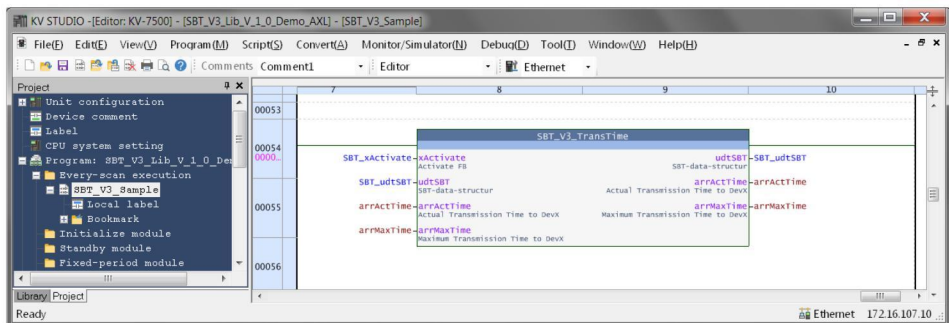 KV STUDIO -[Editor: KV-7500] - [SBT_V3_Lib_V_1_0_Demo_AXL] - [SBT_V3_Sample]
File(F) Edit(E) View(V) Program(M) Script(S) Convert(A) Monitor/Simulator(N) Debug(D) Tool(T) Window(W) Help(H)
Comments Comment1 Editor Ethernet
Project
Unit configuration
Device comment
Label
CPU system setting
Program: SBT_V3_Lib_V_1_0_De
Every-scan execution
SBT_V3_Sample
Local label
Bookmark
Initialize module
Standby module
Fixed-period module
Library Project
7 8 9 10
00053
00054
0000...
SBT_V3_TransTime
SBT_xActivate xActivate udtSBT SBT_udtSBT
Activate FB SBT-data-structur
SBT_udtSBT udtSBT arrActTime arrActTime
SBT-data-structur Actual Transmission Time to DevX
00055
arrActTime arrActTime arrMaxTime arrMaxTime
Actual Transmission Time to DevX Maximum Transmission Time to DevX
arrMaxTime arrMaxTime
Maximum Transmission Time to DevX
00056
Ready Ethernet 172.16.107.10